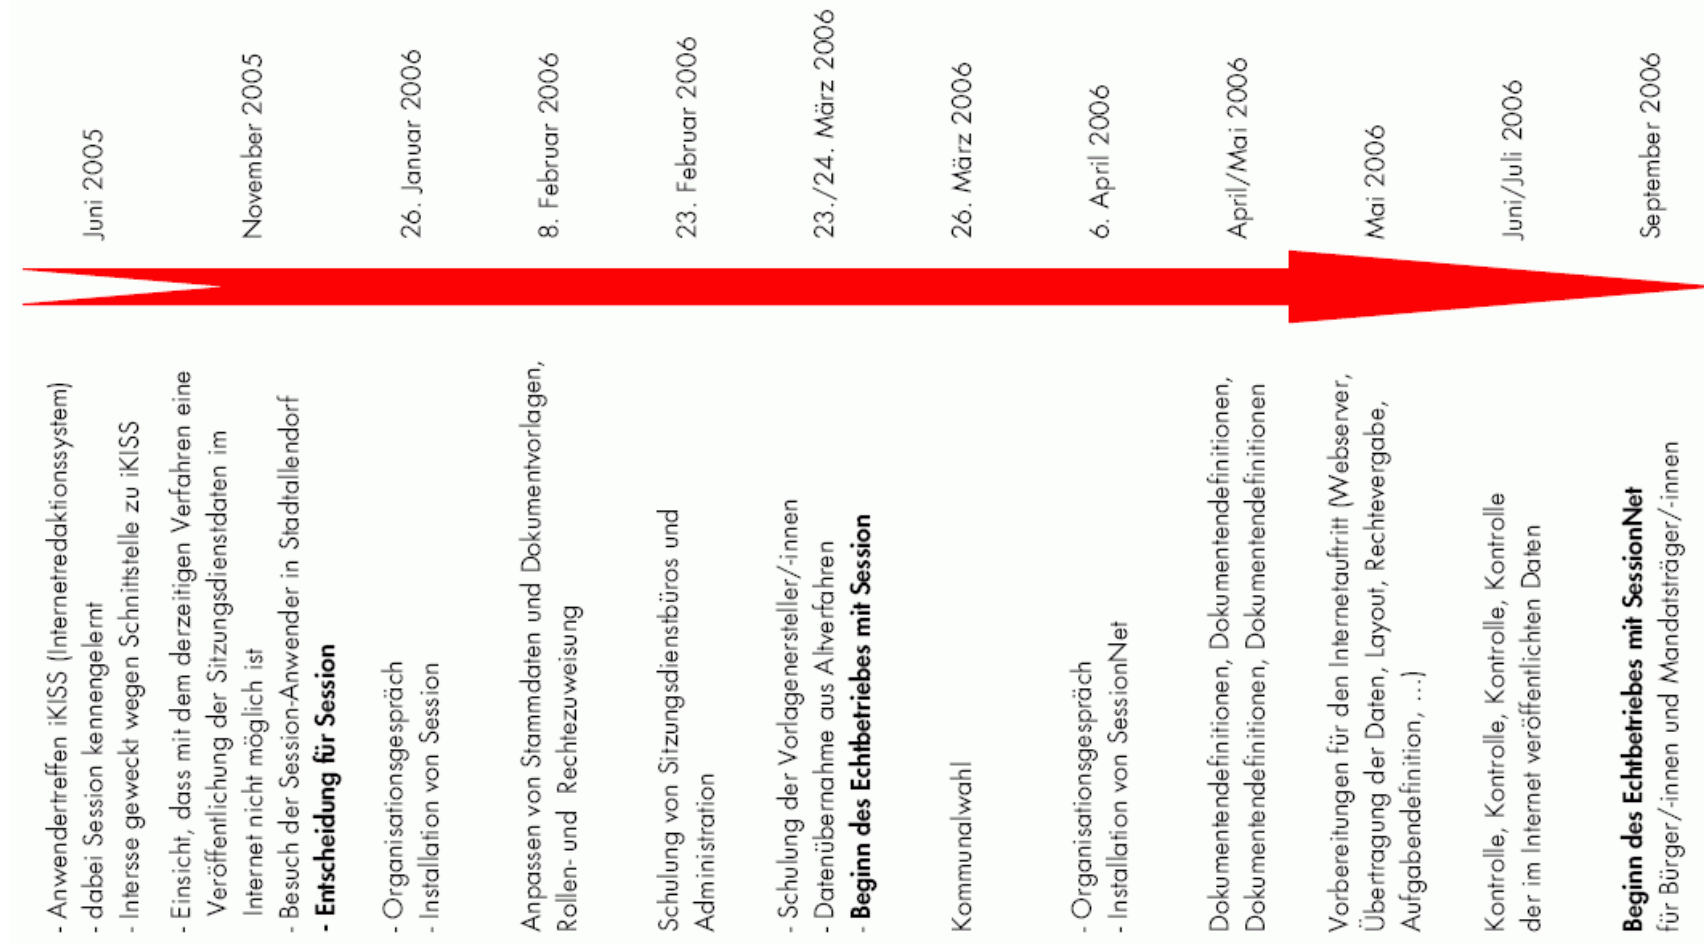 Juni 2005
- Anwendertreffen iKISS (Internetredaktionssystem)
- dabei Session kennengelernt
- Intersse geweckt wegen Schnittstelle zu iKISS
November 2005
- Einsicht, dass mit dem derzeitigen Verfahren eine
Veröffentlichung der Sitzungsdienstdaten im
Internet nicht möglich ist
- Besuch der Session-Anwender in Stadtallendorf
- Entscheidung für Session
26. Januar 2006
- Organisationsgespräch
- Installation von Session
8. Februar 2006
Anpassen von Stammdaten und Dokumentvorlagen,
Rollen- und Rechtezuweisung
23. Februar 2006
Schulung von Sitzungsdienstbüros und
Administration
23./24. März 2006
- Schulung der Vorlagenersteller/-innen
- Datenübernahme aus Altverfahren
- Beginn des Echtbetriebes mit Session
26. März 2006
Kommunalwahl
6. April 2006
- Organisationsgespräch
- Installation von SessionNet
April/Mai 2006
Dokumentendefinitionen, Dokumentendefinitionen,
Dokumentendefinitionen, Dokumentendefinitionen
Mai 2006
Vorbereitungen für den Internetauftritt (Webserver,
Übertragung der Daten, Layout, Rechtevergabe,
Aufgabendefinition, ...)
Juni/Juli 2006
Kontrolle, Kontrolle, Kontrolle, Kontrolle
der im Internet veröffentlichten Daten
September 2006
Beginn des Echtbetriebes mit SessionNet
für Bürger/-innen und Mandatsträger/-innen